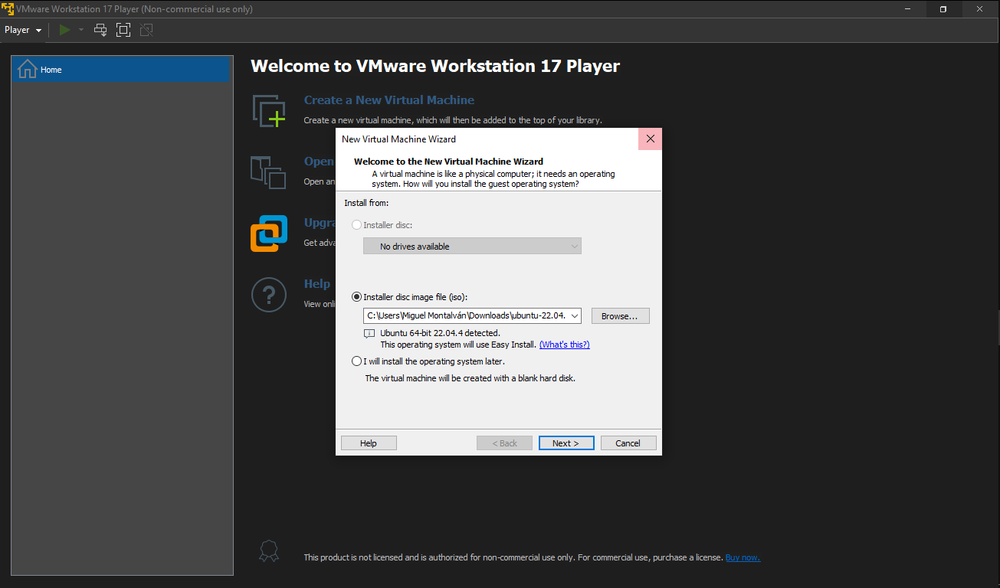 VMware Workstation 17 Player (Non-commercial use only)
Player
Home
Welcome to VMware Workstation 17 Player
Create a New Virtual Machine
Create a new virtual machine, which will then be added to the top of your library.
Open
Open an
Upgra
Get adva
Help
View onli
New Virtual Machine Wizard
Welcome to the New Virtual Machine Wizard
A virtual machine is like a physical computer; it needs an operating
system. How will you install the guest operating system?
Install from:
Installer disc:
No drives available
Installer disc image file (iso):
C:\Users\Miguel Montalván\Downloads\ubuntu-22.04.
Browse...
Ubuntu 64-bit 22.04.4 detected.
This operating system will use Easy Install. (What's this?)
I will install the operating system later.
The virtual machine will be created with a blank hard disk.
Help
< Back
Next >
Cancel
This product is not licensed and is authorized for non-commercial use only. For commercial use, purchase a license. Buy now.